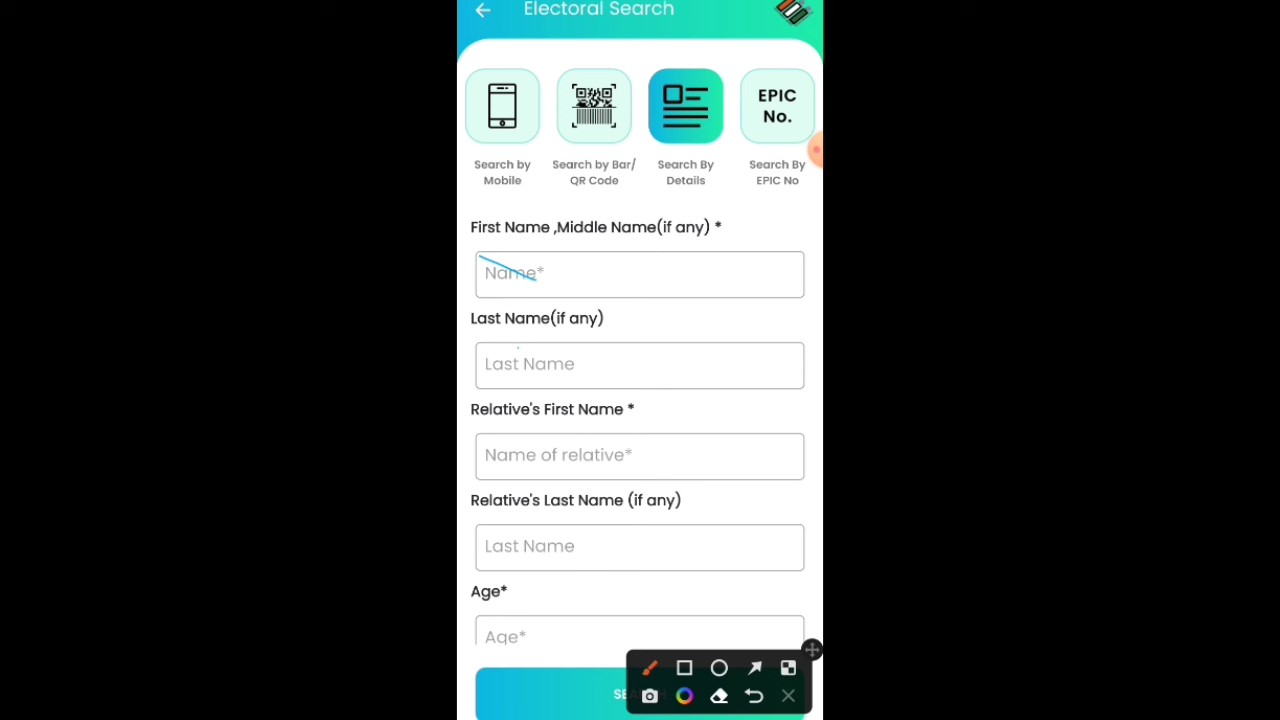 Electoral Search
EPIC
No.
Search by
Mobile
Search by Bar/
QR Code
Search By
Details
Search By
EPIC No
First Name ,Middle Name(if any) *
Name*
Last Name(if any)
Last Name
Relative's First Name *
Name of relative*
Relative's Last Name (if any)
Last Name
Age*
Age*